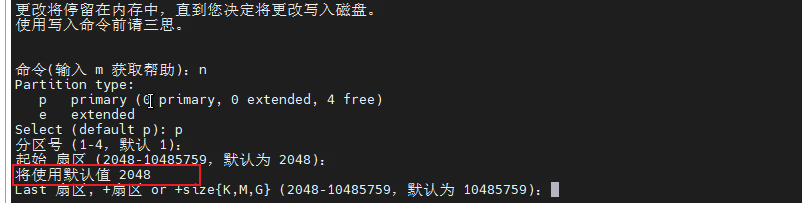 更改将停留在内存中，直到您决定将更改写入磁盘。
使用写入命令前请三思。
命令(输入 m 获取帮助)：n
Partition type:
p   primary (0 primary, 0 extended, 4 free)
e   extended
Select (default p): p
分区号 (1-4，默认 1)：
起始 扇区 (2048-10485759，默认为 2048)：
将使用默认值 2048
Last 扇区, +扇区 or +size{K,M,G} (2048-10485759，默认为 10485759)：